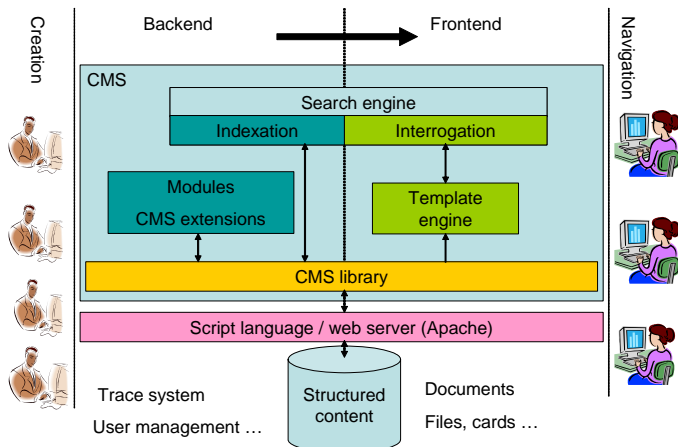 Backend
Frontend
Creation
Navigation
CMS
Search engine
Indexation
Interrogation
Modules
CMS extensions
Template
engine
CMS library
Script language / web server (Apache)
Structured
content
Trace system
User management ...
Documents
Files, cards ...